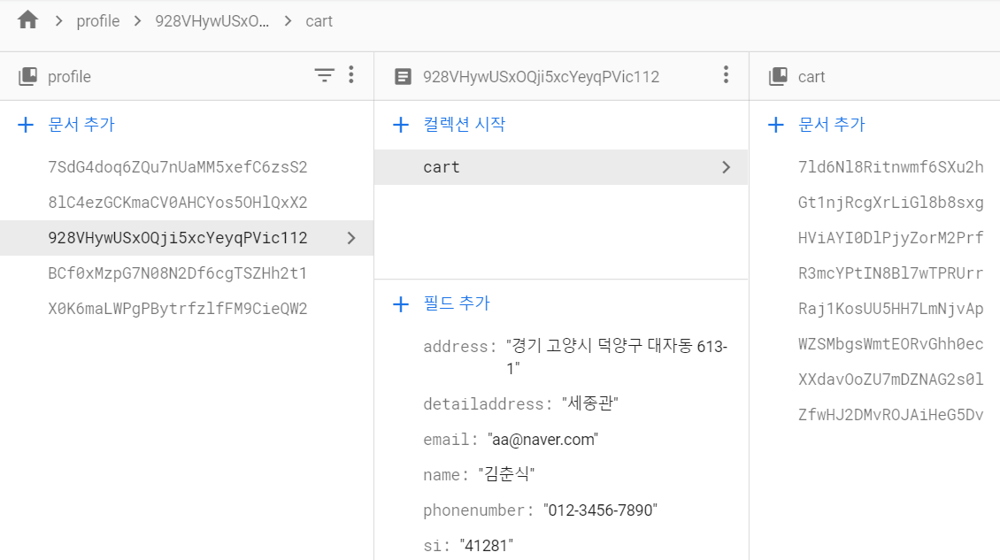 profile
928VHywUSxO...
cart
profile
문서 추가
7SdG4doq6ZQu7nUaMM5xefC6zsS2
8lC4ezGCKmaCV0AHCYos5OHlQxX2
928VHywUSxOQji5xcYeyqPVic112
BCf0xMzpG7N08N2Df6cgTSZHh2t1
X0K6maLWPgPBytrfzlfFM9CieQW2
928VHywUSxOQji5xcYeyqPVic112
컬렉션 시작
cart
필드 추가
address: "경기 고양시 덕양구 대자동 613-
1"
detailaddress: "세종관"
email: "aa@naver.com"
name: "김춘식"
phonenumber: "012-3456-7890"
si: "41281"
cart
문서 추가
7ld6Nl8Ritnwmf6SXu2h
Gt1njRcgXrLiGl8b8sxg
HViAYI0DlPjyZorM2Prf
R3mcYPtIN8Bl7wTPRUrr
Raj1KosUU5HH7LmNjvAp
WZSMbgsWmtEORvGhh0ec
XXdavOoZU7mDZNAG2s0l
ZfwHJ2DMvROJAiHeG5Dv